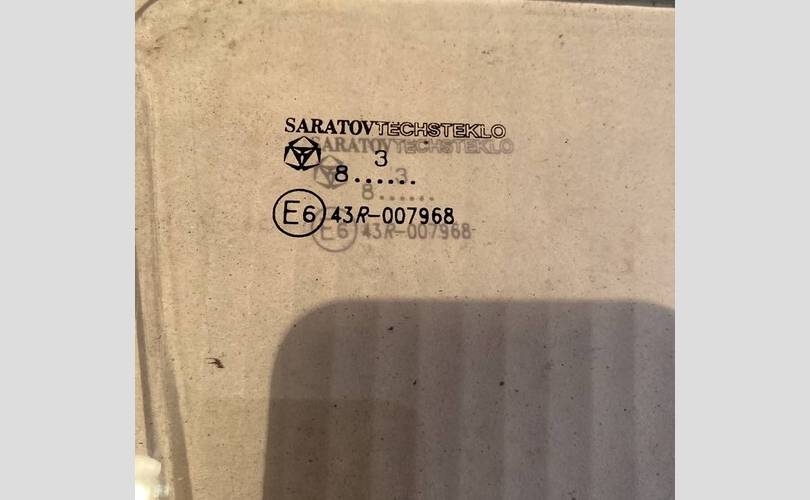 SARATOVTECHSTEKLO
3
8......
E6 43R-007968